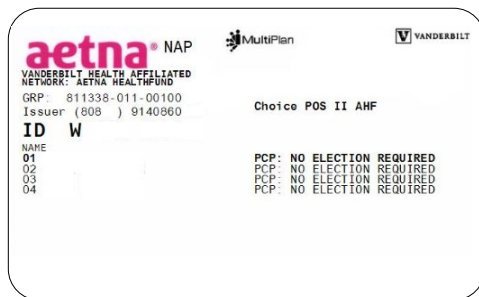 aetna® NAP MultiPlan V VANDERBILT
VANDERBILT HEALTH AFFILIATED
NETWORK: AETNA HEALTHFUND
GRP: 811338-011-00100
Issuer (808 ) 9140860 Choice POS II AHF
ID W
NAME
01 PCP: NO ELECTION REQUIRED
02 PCP: NO ELECTION REQUIRED
03 PCP: NO ELECTION REQUIRED
04 PCP: NO ELECTION REQUIRED